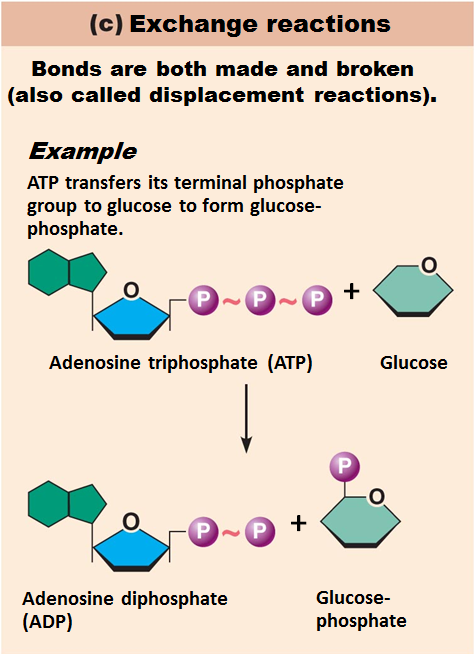 (c) Exchange reactions
Bonds are both made and broken
(also called displacement reactions).
Example
ATP transfers its terminal phosphate
group to glucose to form glucose-
phosphate.
O P ~ P ~ P + O
Adenosine triphosphate (ATP) Glucose
P
O P ~ P + O
Adenosine diphosphate
(ADP)
Glucose-
phosphate